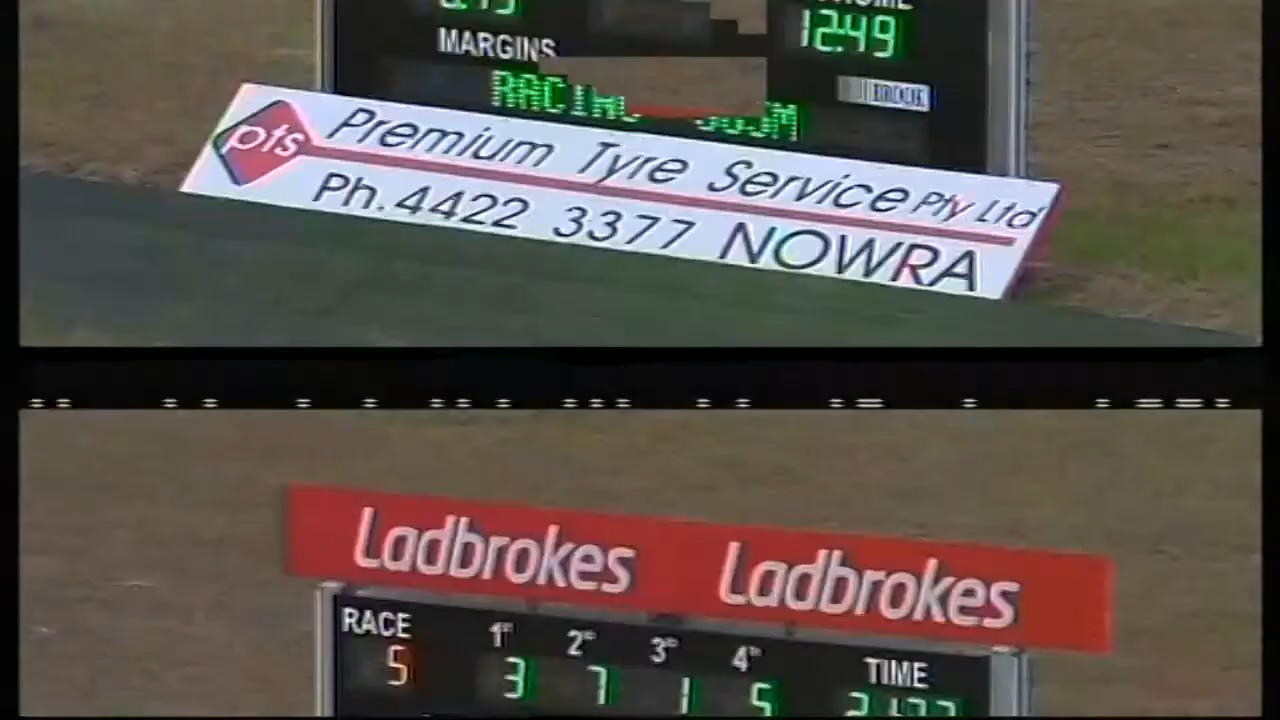 12.49
MARGINS
BROOK
pts Premium Tyre Service Pty Ltd
Ph. 4422 3377 NOWRA
Ladbrokes Ladbrokes
RACE 1st 2nd 3rd 4th TIME
5 3 7 1 5